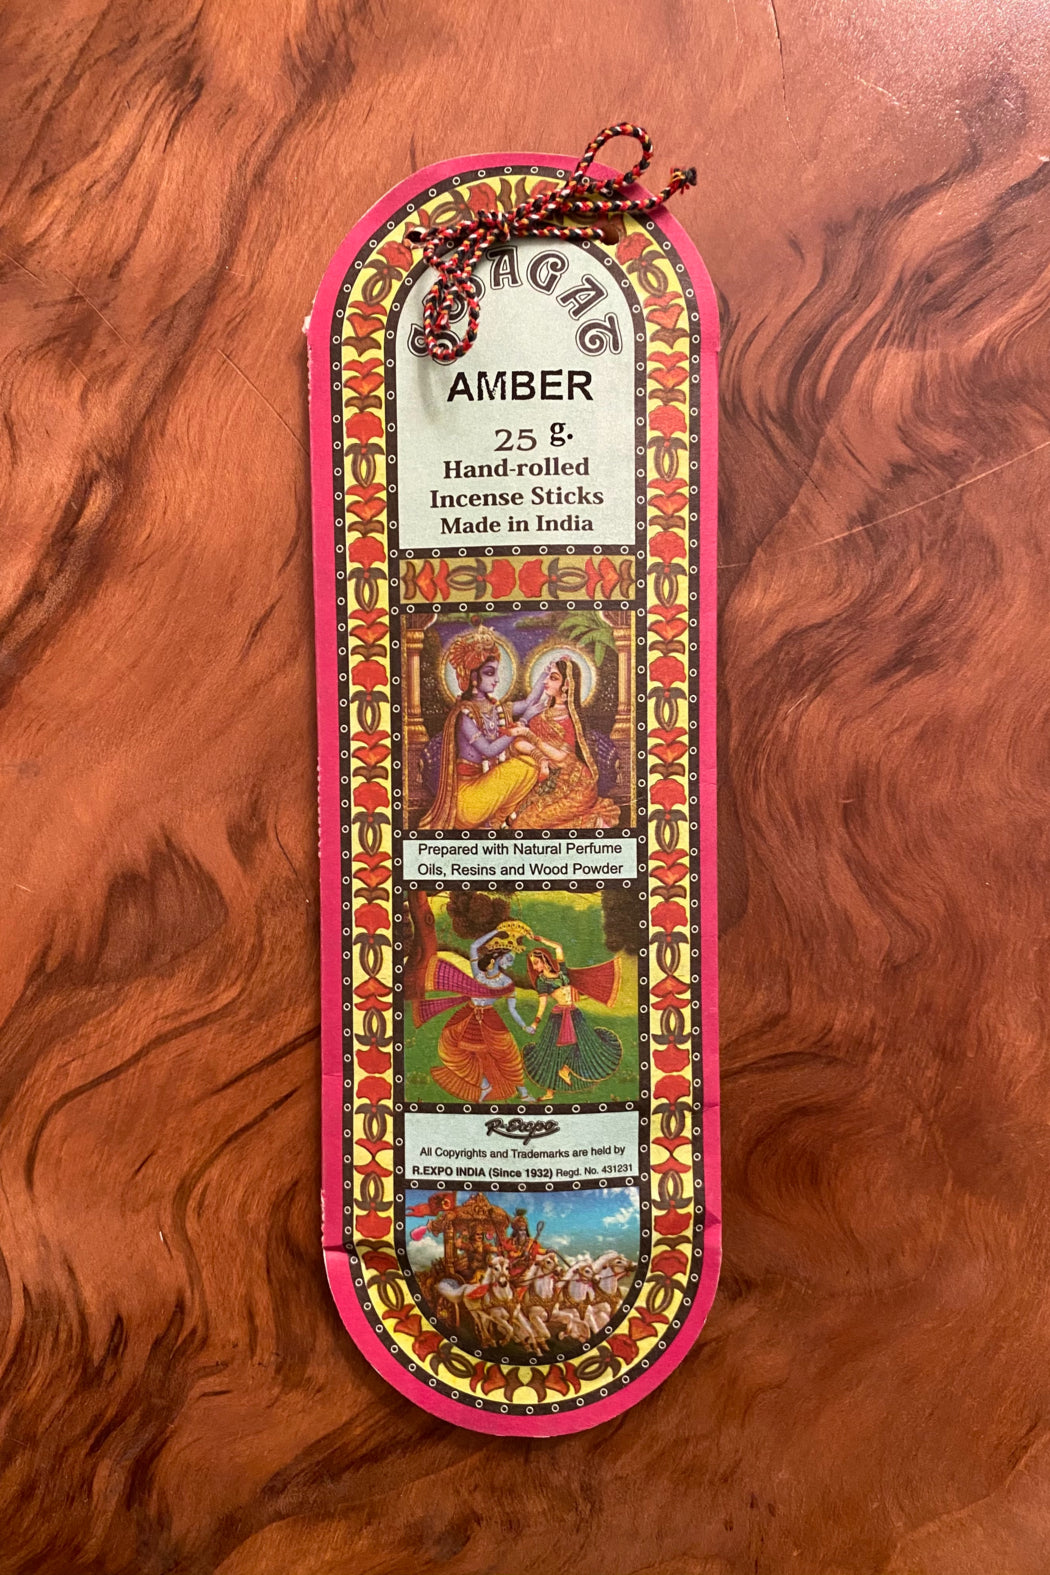 AMBER
25 g.
Hand-rolled
Incense Sticks
Made in India
Prepared with Natural Perfume
Oils, Resins and Wood Powder
R-Expo
All Copyrights and Trademarks are held by
R.EXPO INDIA (Since 1932) Regd. No. 431231